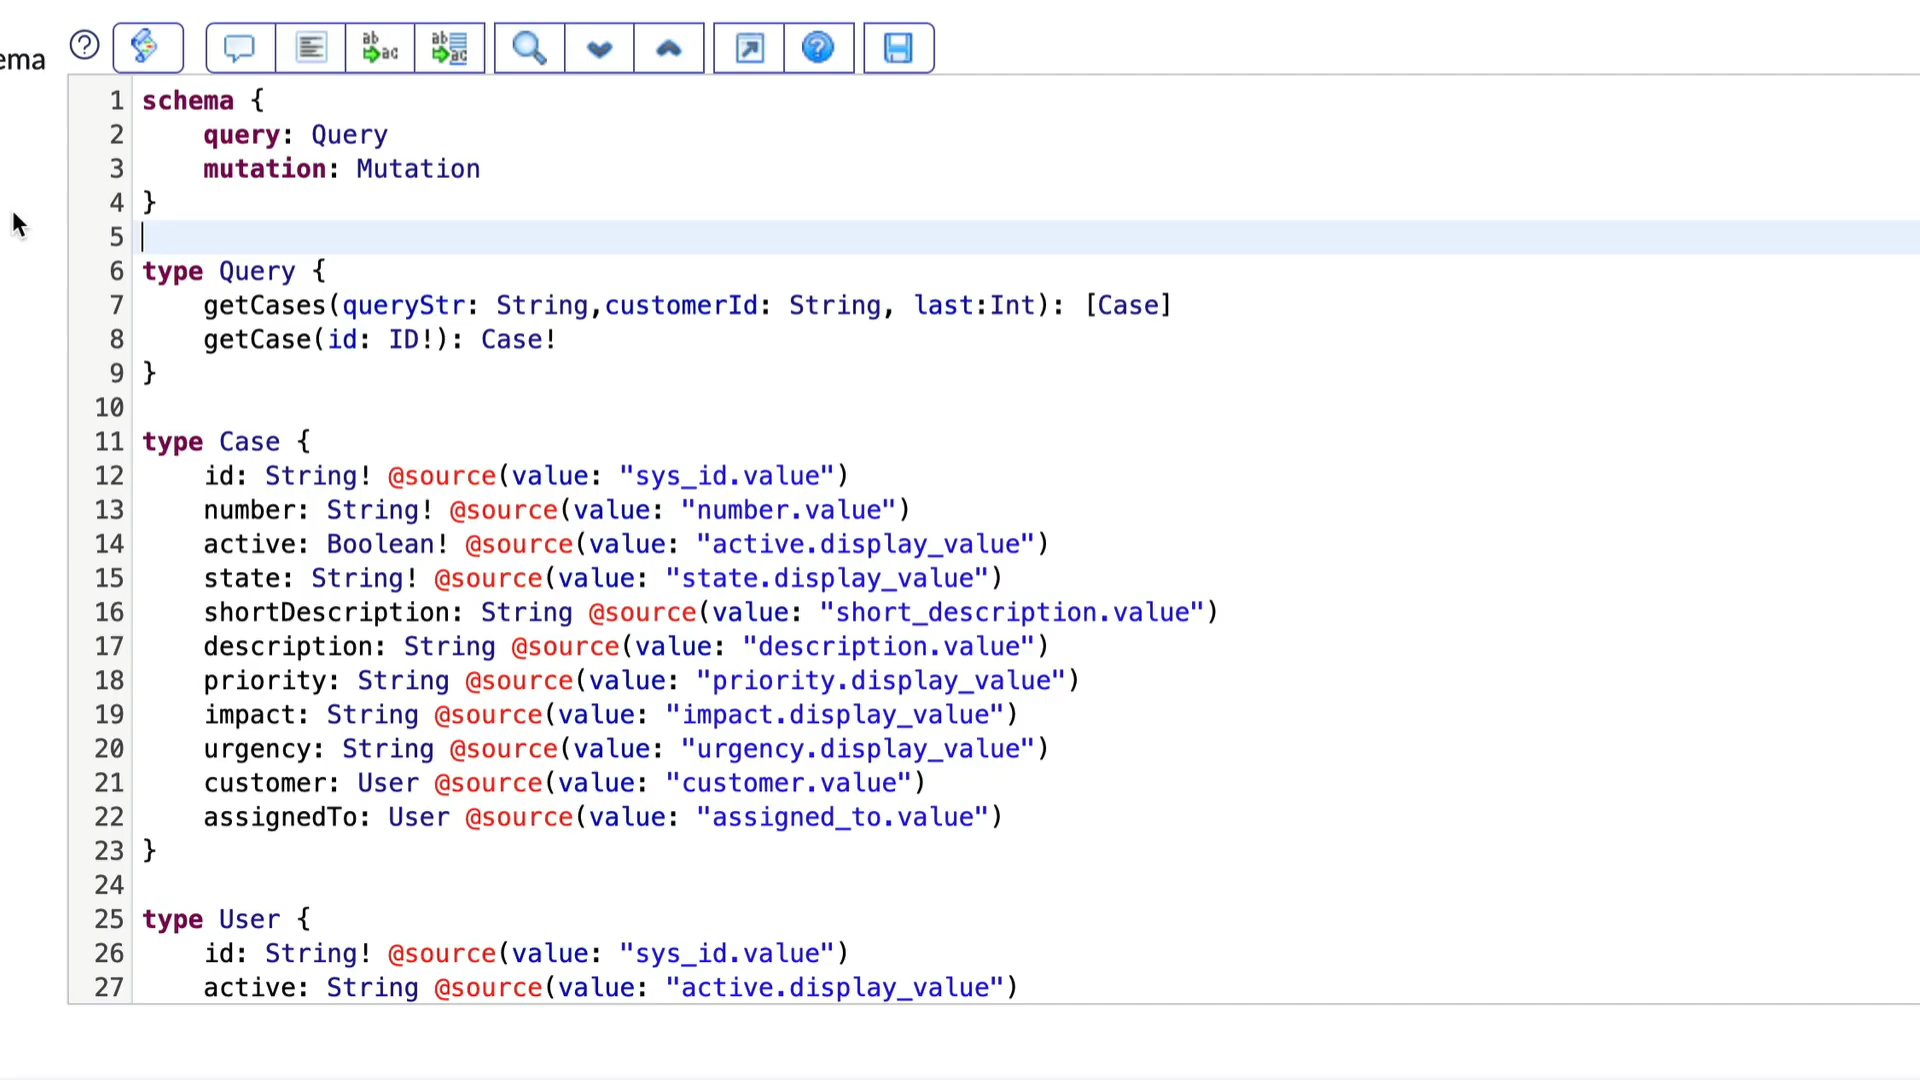 ema
ab
ac
ab
ac
1 schema {
2     query: Query
3     mutation: Mutation
4 }
5
6 type Query {
7     getCases(queryStr: String,customerId: String, last:Int): [Case]
8     getCase(id: ID!): Case!
9 }
10
11 type Case {
12     id: String! @source(value: "sys_id.value")
13     number: String! @source(value: "number.value")
14     active: Boolean! @source(value: "active.display_value")
15     state: String! @source(value: "state.display_value")
16     shortDescription: String @source(value: "short_description.value")
17     description: String @source(value: "description.value")
18     priority: String @source(value: "priority.display_value")
19     impact: String @source(value: "impact.display_value")
20     urgency: String @source(value: "urgency.display_value")
21     customer: User @source(value: "customer.value")
22     assignedTo: User @source(value: "assigned_to.value")
23 }
24
25 type User {
26     id: String! @source(value: "sys_id.value")
27     active: String @source(value: "active.display_value")